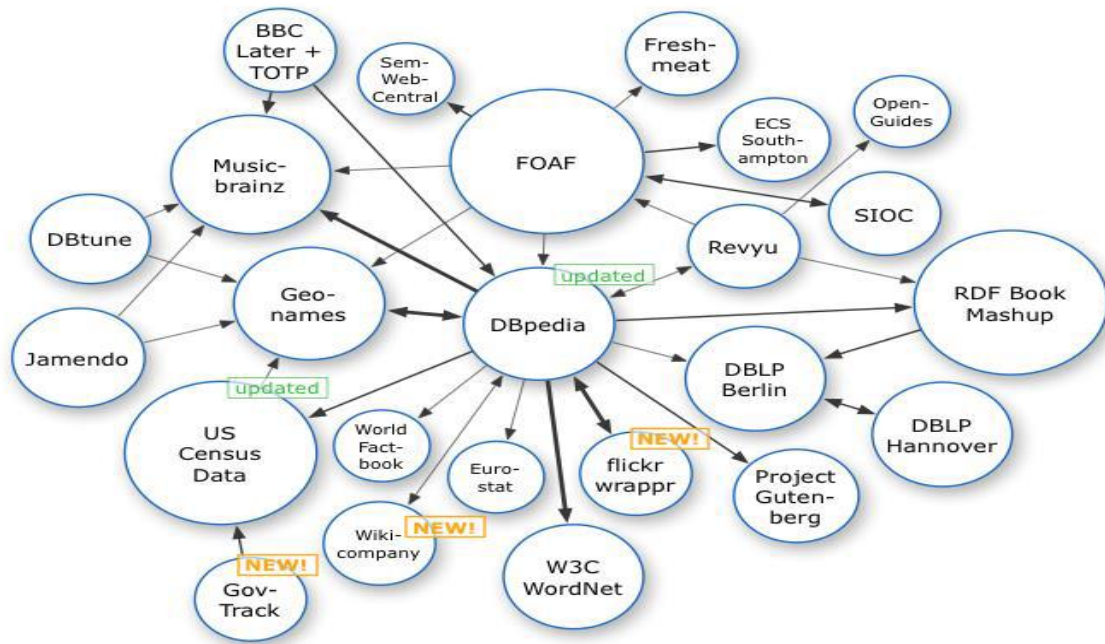 BBC
Later +
TOTP
Sem-
Web-
Central
Fresh-
meat
Open-
Guides
ECS
South-
ampton
FOAF
Music-
brainz
SIOC
DBtune
Revyu
updated
Geo-
names
DBpedia
RDF Book
Mashup
Jamendo
updated
DBLP
Berlin
US
Census
Data
World
Fact-
book
Euro-
stat
NEW!
flickr
wrappr
DBLP
Hannover
Project
Guten-
berg
NEW!
Wiki-
company
W3C
WordNet
NEW!
Gov-
Track